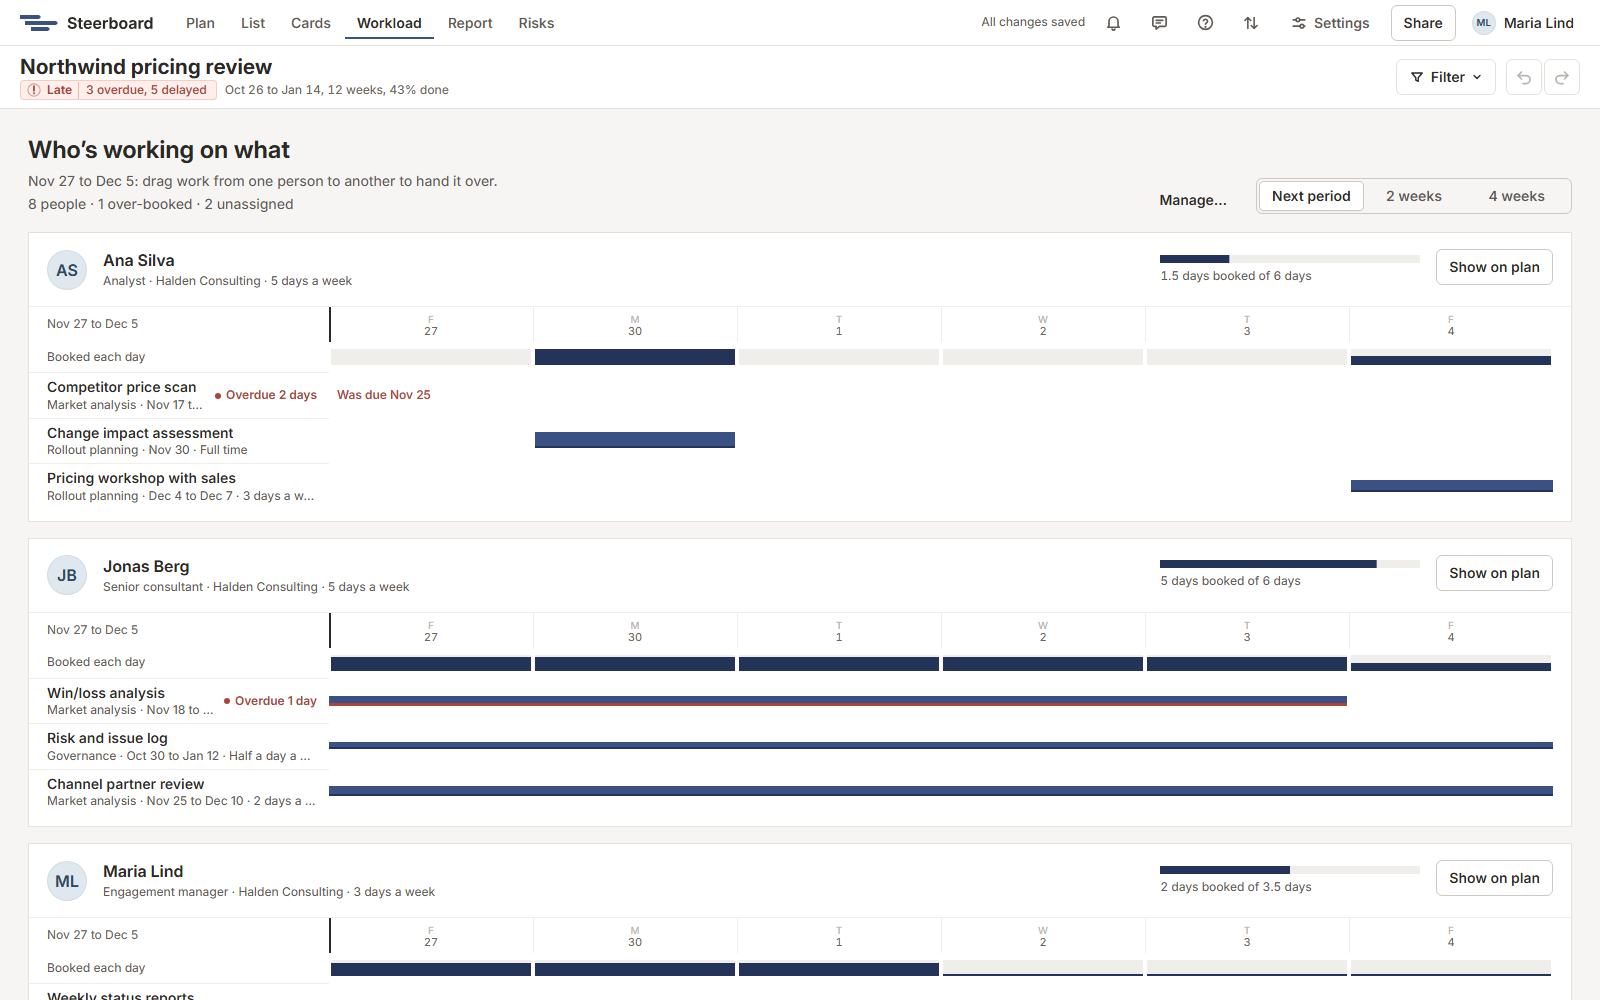 Steerboard
Plan
List
Cards
Workload
Report
Risks
All changes saved
Settings
Share
ML
Maria Lind
Northwind pricing review
Late
3 overdue, 5 delayed
Oct 26 to Jan 14, 12 weeks, 43% done
Filter
Who’s working on what
Nov 27 to Dec 5: drag work from one person to another to hand it over.
8 people · 1 over-booked · 2 unassigned
Manage...
Next period
2 weeks
4 weeks
AS
Ana Silva
Analyst · Halden Consulting · 5 days a week
1.5 days booked of 6 days
Show on plan
Nov 27 to Dec 5
F 27
M 30
T 1
W 2
T 3
F 4
Booked each day
Competitor price scan
Market analysis · Nov 17 t...
Overdue 2 days
Was due Nov 25
Change impact assessment
Rollout planning · Nov 30 · Full time
Pricing workshop with sales
Rollout planning · Dec 4 to Dec 7 · 3 days a w...
JB
Jonas Berg
Senior consultant · Halden Consulting · 5 days a week
5 days booked of 6 days
Show on plan
Nov 27 to Dec 5
F 27
M 30
T 1
W 2
T 3
F 4
Booked each day
Win/loss analysis
Market analysis · Nov 18 to ...
Overdue 1 day
Risk and issue log
Governance · Oct 30 to Jan 12 · Half a day a ...
Channel partner review
Market analysis · Nov 25 to Dec 10 · 2 days a ...
ML
Maria Lind
Engagement manager · Halden Consulting · 3 days a week
2 days booked of 3.5 days
Show on plan
Nov 27 to Dec 5
F 27
M 30
T 1
W 2
T 3
F 4
Booked each day
Weekly status reports